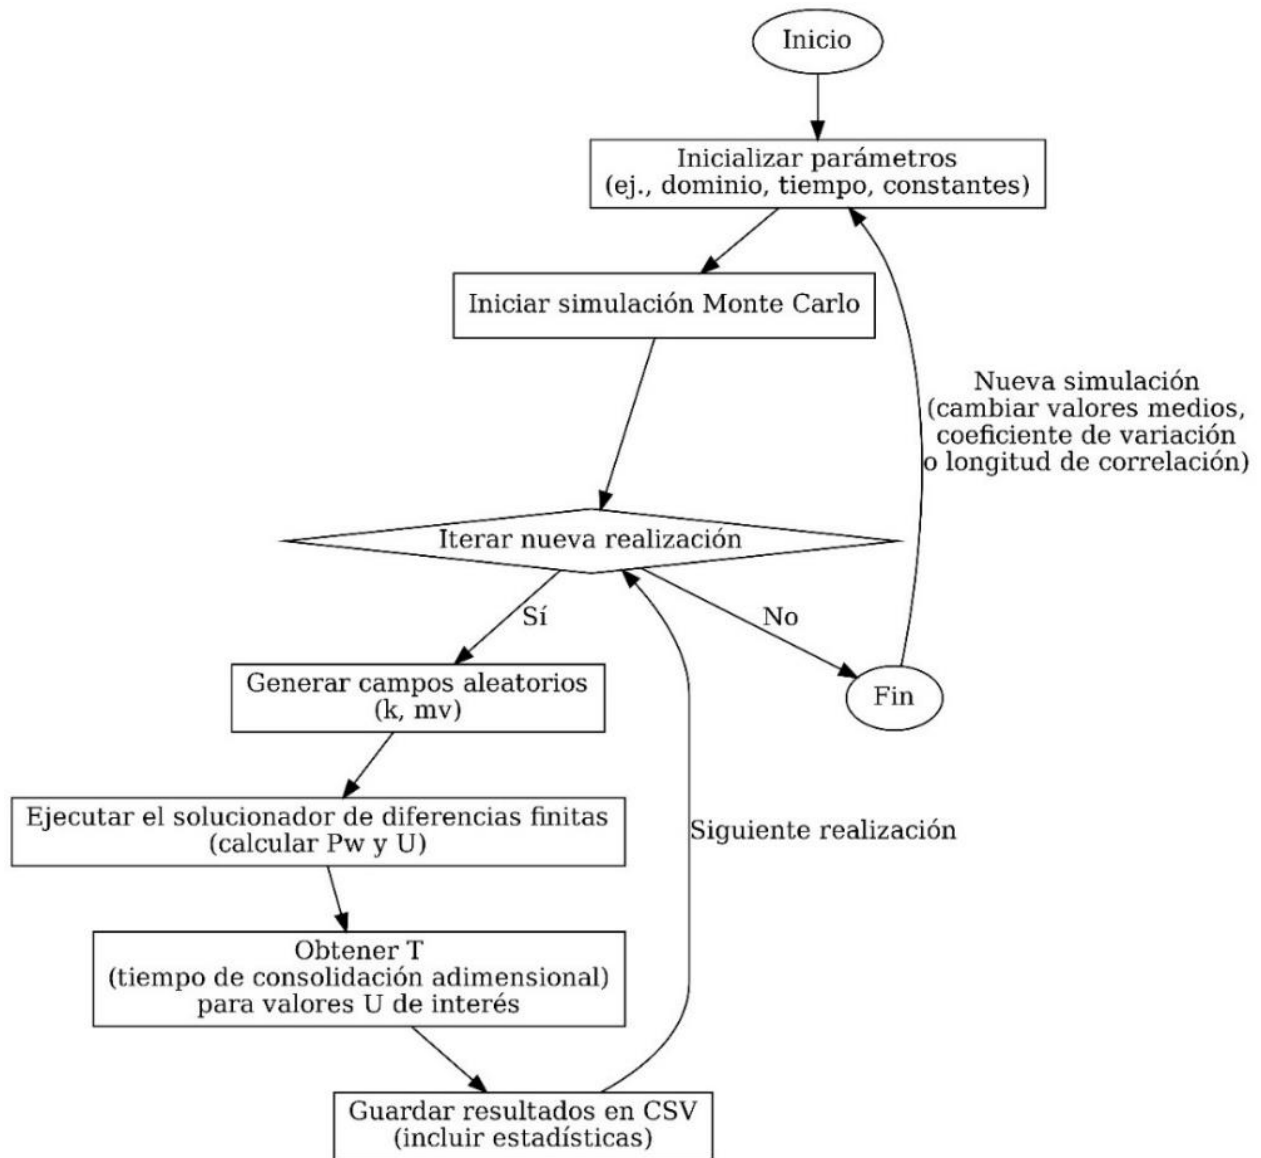 Inicio
Inicializar parámetros
(ej., dominio, tiempo, constantes)
Iniciar simulación Monte Carlo
Nueva simulación
(cambiar valores medios,
coeficiente de variación
o longitud de correlación)
Iterar nueva realización
Sí
No
Generar campos aleatorios
(k, mv)
Fin
Ejecutar el solucionador de diferencias finitas
(calcular Pw y U)
Siguiente realización
Obtener T
(tiempo de consolidación adimensional)
para valores U de interés
Guardar resultados en CSV
(incluir estadísticas)